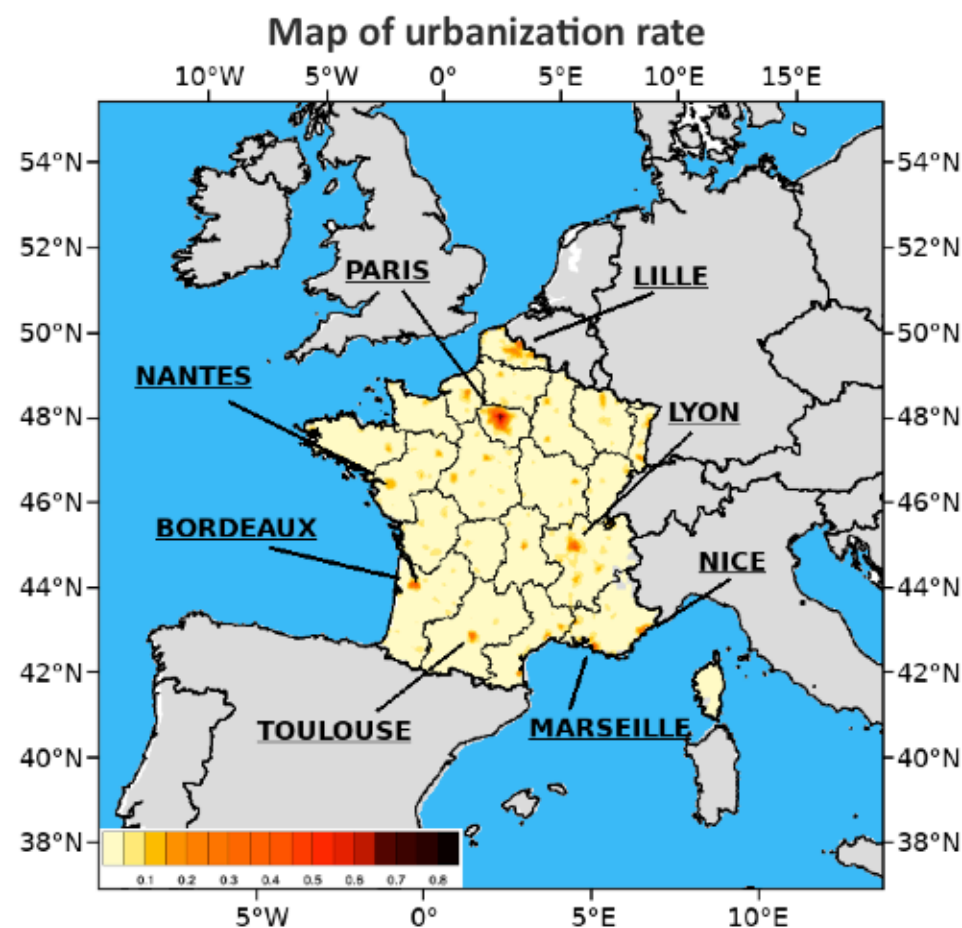 Map of urbanization rate
10°W 5°W 0° 5°E 10°E 15°E
54°N 54°N
52°N 52°N
PARIS LILLE
50°N 50°N
NANTES
48°N LYON 48°N
46°N 46°N
BORDEAUX
NICE
44°N 44°N
42°N 42°N
TOULOUSE MARSEILLE
40°N 40°N
38°N 38°N
0.1 0.2 0.3 0.4 0.5 0.6 0.7 0.8
5°W 0° 5°E 10°E